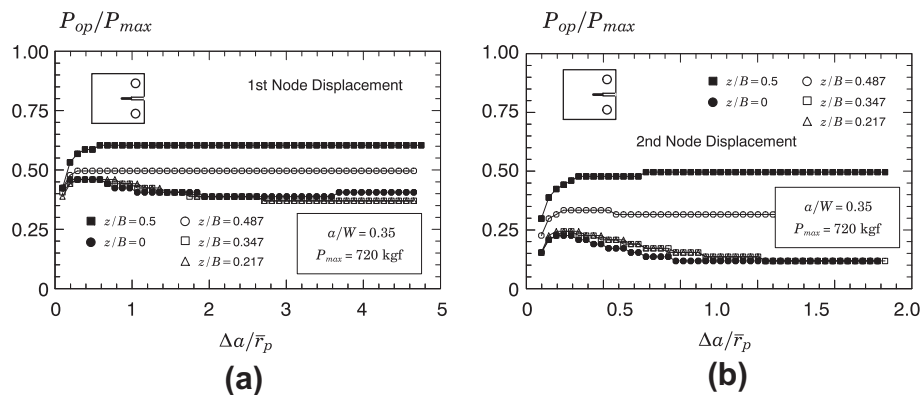 P_op/P_max
1.00
0.75
0.50
0.25
0
1st Node Displacement
■ z/B = 0.5 ○ z/B = 0.487
● z/B = 0 □ z/B = 0.347
△ z/B = 0.217
a/W = 0.35
P_max = 720 kgf
0 1 2 3 4 5
Δa/r̄_p
(a)
P_op/P_max
1.00
0.75
0.50
0.25
0
■ z/B = 0.5 ○ z/B = 0.487
● z/B = 0 □ z/B = 0.347
△ z/B = 0.217
2nd Node Displacement
a/W = 0.35
P_max = 720 kgf
0 0.5 1.0 1.5 2.0
Δa/r̄_p
(b)